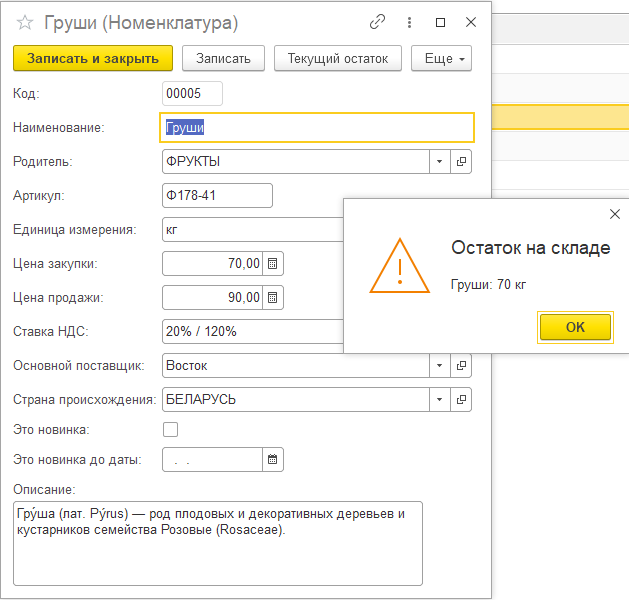 Груши (Номенклатура)
Записать и закрыть
Записать
Текущий остаток
Еще
Код: 00005
Наименование: Груши
Родитель: ФРУКТЫ
Артикул: Ф178-41
Единица измерения: кг
Цена закупки: 70,00
Цена продажи: 90,00
Ставка НДС: 20% / 120%
Основной поставщик: Восток
Страна происхождения: БЕЛАРУСЬ
Это новинка:
Это новинка до даты: . .
Описание:
Гру́ша (лат. Pýrus) — род плодовых и декоративных деревьев и
кустарников семейства Розовые (Rosaceae).
Остаток на складе
Груши: 70 кг
OK